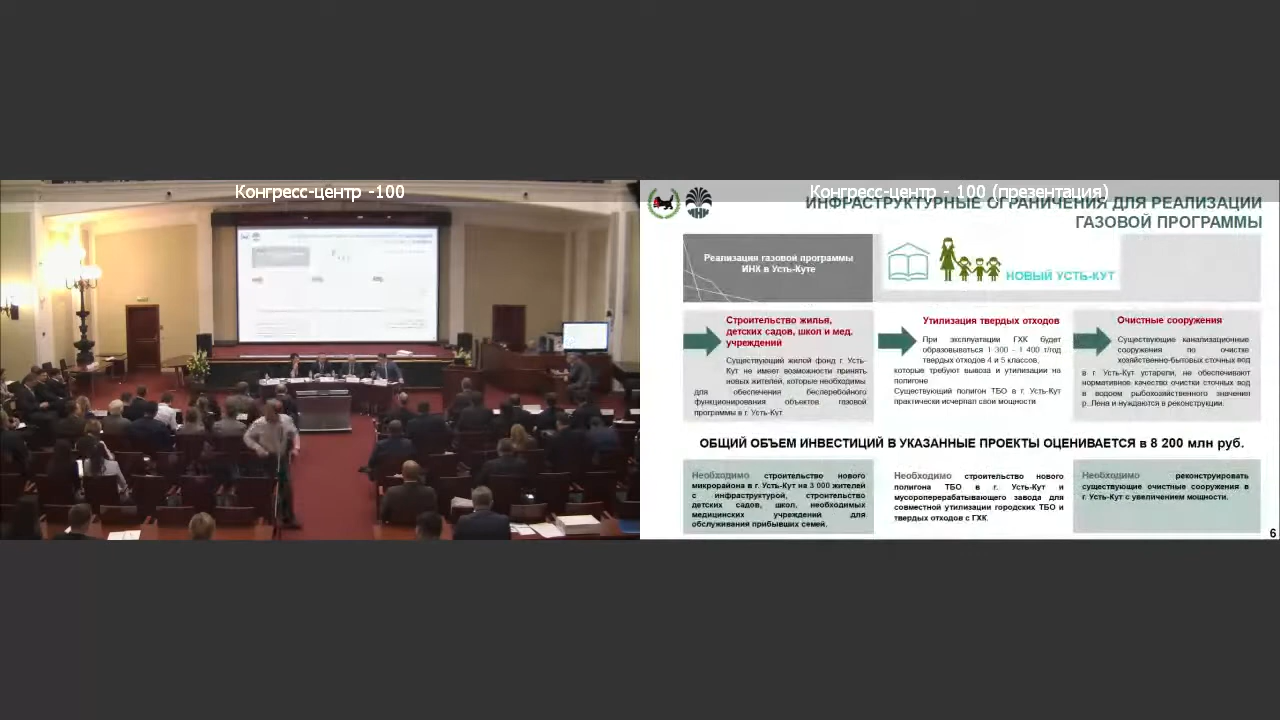 Конгресс-центр -100
Конгресс-центр - 100 (презентация)
ИНФРАСТРУКТУРНЫЕ ОГРАНИЧЕНИЯ ДЛЯ РЕАЛИЗАЦИИ
ГАЗОВОЙ ПРОГРАММЫ
ИНК
Реализация газовой программы
ИНК в Усть-Куте
НОВЫЙ УСТЬ-КУТ
Строительство жилья,
детских садов, школ и мед.
учреждений
Существующий жилой фонд г. Усть-
Кут не имеет возможности принять
новых жителей, которые необходимы
для обеспечения бесперебойного
функционирования объектов газовой
программы в г. Усть-Кут
Утилизация твердых отходов
При эксплуатации ГХК будет
образовываться 1 300 - 1 400 т/год
твердых отходов 4 и 5 классов,
которые требуют вывоза и утилизации на
полигоне
Существующий полигон ТБО в г. Усть-Кут
практически исчерпал свои мощности
Очистные сооружения
Существующие канализационные
сооружения по очистке
хозяйственно-бытовых сточных вод
в г. Усть-Кут устарели, не обеспечивают
нормативное качество очистки сточных вод
в водоем рыбохозяйственного значения
р. Лена и нуждаются в реконструкции.
ОБЩИЙ ОБЪЕМ ИНВЕСТИЦИЙ В УКАЗАННЫЕ ПРОЕКТЫ ОЦЕНИВАЕТСЯ в 8 200 млн руб.
Необходимо строительство нового
микрорайона в г. Усть-Кут на 3 000 жителей
с инфраструктурой, строительство
детских садов, школ, необходимых
медицинских учреждений для
обслуживания прибывших семей.
Необходимо строительство нового
полигона ТБО в г. Усть-Кут и
мусороперерабатывающего завода для
совместной утилизации городских ТБО и
твердых отходов с ГХК.
Необходимо реконструировать
существующие очистные сооружения в
г. Усть-Кут с увеличением мощности.
6